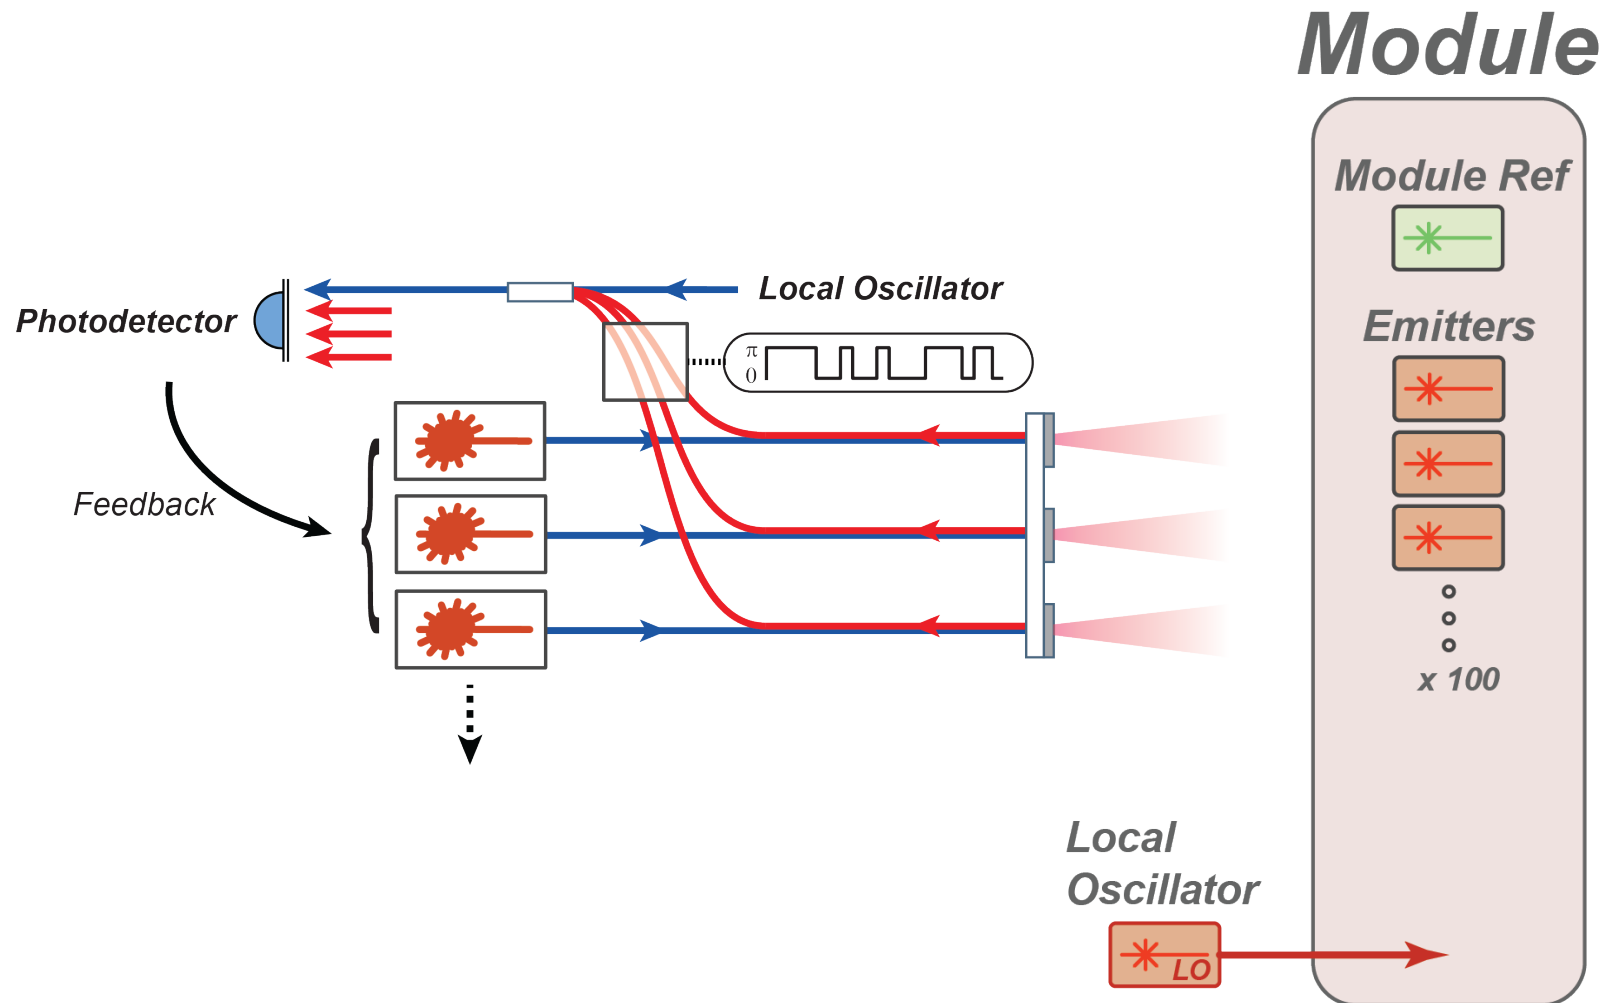 Module
Module Ref
Local Oscillator
Photodetector
π
0
Emitters
Feedback
x 100
Local
Oscillator
LO